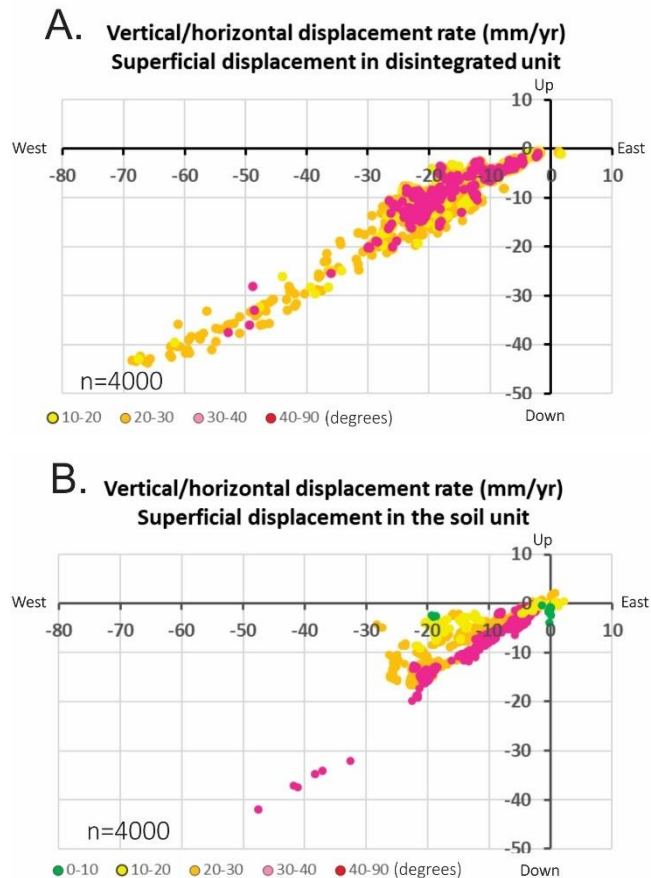 A. Vertical/horizontal displacement rate (mm/yr)
Superficial displacement in disintegrated unit
Up
10
West 0 East
-80 -70 -60 -50 -40 -30 -20 -10 0 10
-10
-20
-30
-40
n=4000
-50
10-20 20-30 30-40 40-90 (degrees) Down
B. Vertical/horizontal displacement rate (mm/yr)
Superficial displacement in the soil unit
Up
10
West 0 East
-80 -70 -60 -50 -40 -30 -20 -10 0 10
-10
-20
-30
-40
n=4000
-50
0-10 10-20 20-30 30-40 40-90 (degrees) Down